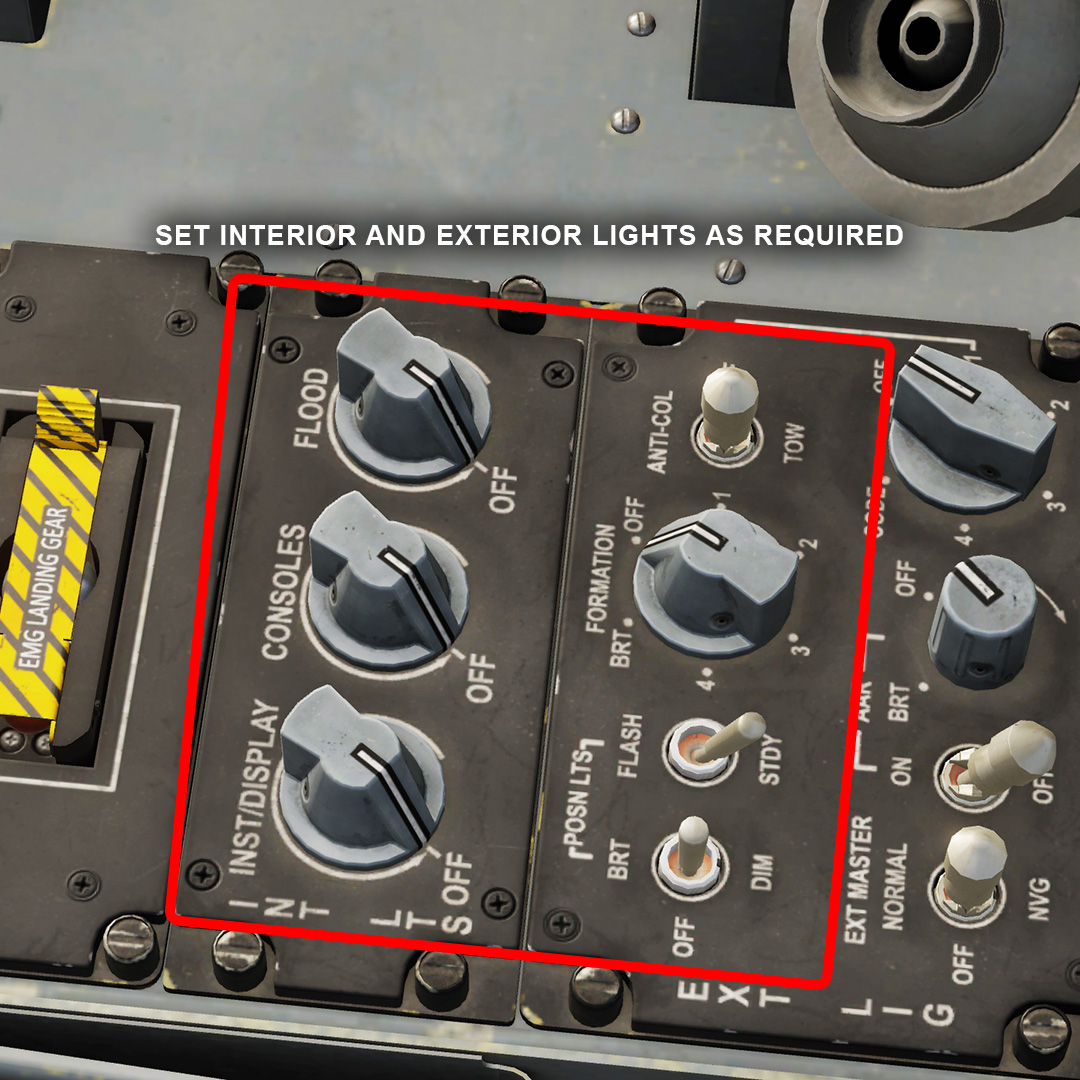 SET INTERIOR AND EXTERIOR LIGHTS AS REQUIRED
EMG LANDING GEAR
FLOOD
OFF
CONSOLES
OFF
INST/DISPLAY
OFF
INT LTS
ANTI-COL
TOW
FORMATION
OFF
1
2
3
4
BRT
POSN LTS
FLASH
STDY
BRT
DIM
OFF
EXT LIG
OFF
1
2
3
4
CODE
AAR
OFF
BRT
ON
OFF
EXT MASTER
NORMAL
NVG
OFF